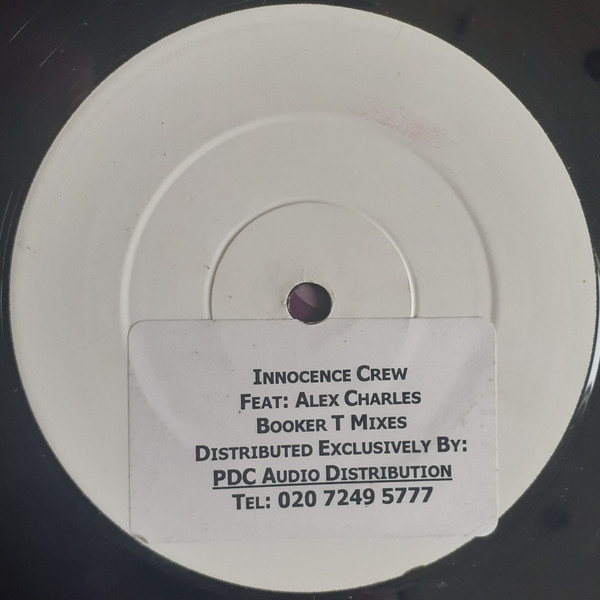 Innocence Crew
Feat: Alex Charles
Booker T Mixes
Distributed Exclusively By:
PDC Audio Distribution
Tel: 020 7249 5777